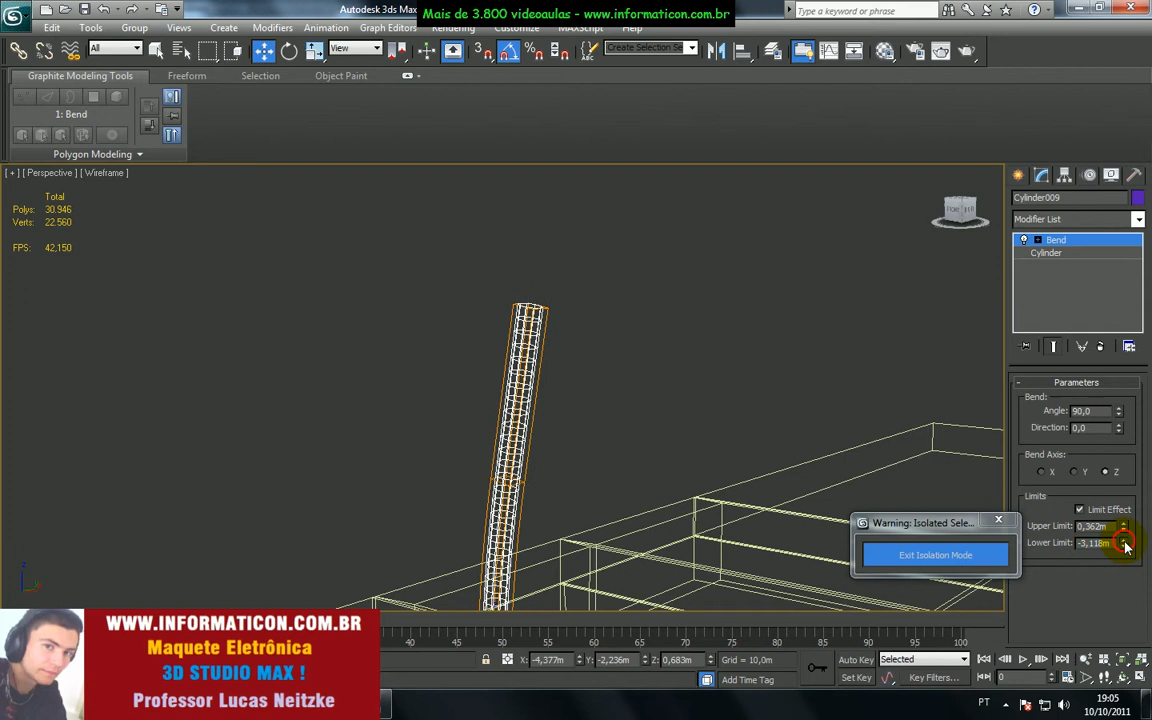 Autodesk 3ds Max
Mais de 3.800 videoaulas - www.informaticon.com.br
Type a keyword or phrase
Edit Tools Group Views Create Modifiers Animation Graph Editors Rendering Customize MAXScript Help
All View Create Selection Se
Graphite Modeling Tools Freeform Selection Object Paint
1: Bend
Polygon Modeling
[ + ] [ Perspective ] [ Wireframe ]
Total
Polys: 30.946
Verts: 22.560
FPS: 42,150
Cylinder009
Modifier List
Bend
Cylinder
Parameters
Bend:
Angle: 90,0
Direction: 0,0
Bend Axis:
X Y Z
Limits
Limit Effect
Upper Limit: 0,362m
Lower Limit: -3,118m
Warning: Isolated Sele...
Exit Isolation Mode
WWW.INFORMATICON.COM.BR
Maquete Eletrônica
3D STUDIO MAX !
Professor Lucas Neitzke
40 45 50 55 60 65 70 75 80 85 90 95 100
X: -4,377m Y: -2,236m Z: 0,683m Grid = 10,0m
Add Time Tag
Auto Key Selected
Set Key Key Filters...
0
PT
19:05
10/10/2011